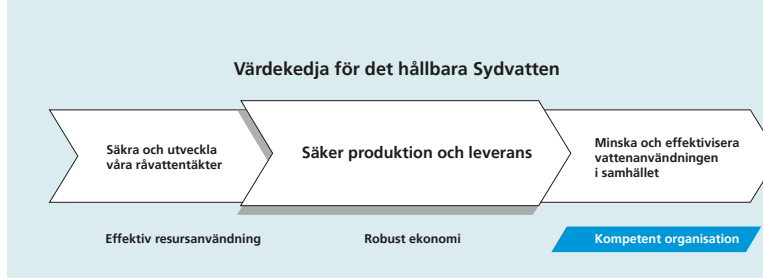 Värdekedja för det hållbara Sydvatten
Säkra och utveckla
våra råvattentäkter
Säker produktion och leverans
Minska och effektivisera
vattenanvändningen
i samhället
Effektiv resursanvändning
Robust ekonomi
Kompetent organisation